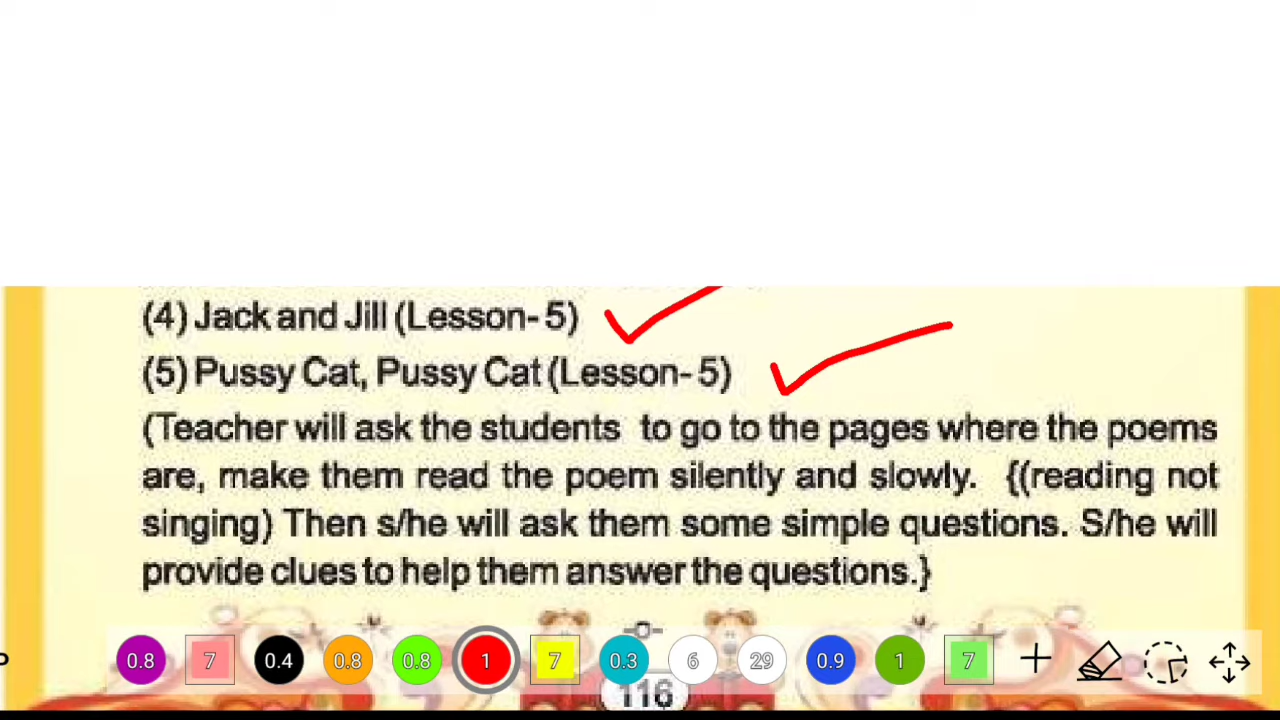 (4) Jack and Jill (Lesson- 5)
(5) Pussy Cat, Pussy Cat (Lesson- 5)
(Teacher will ask the students to go to the pages where the poems
are, make them read the poem silently and slowly. {(reading not
singing) Then s/he will ask them some simple questions. S/he will
provide clues to help them answer the questions.}
-o-
0.8 7 0.4 0.8 0.8 1 7 0.3 6 29 0.9 1 7
116